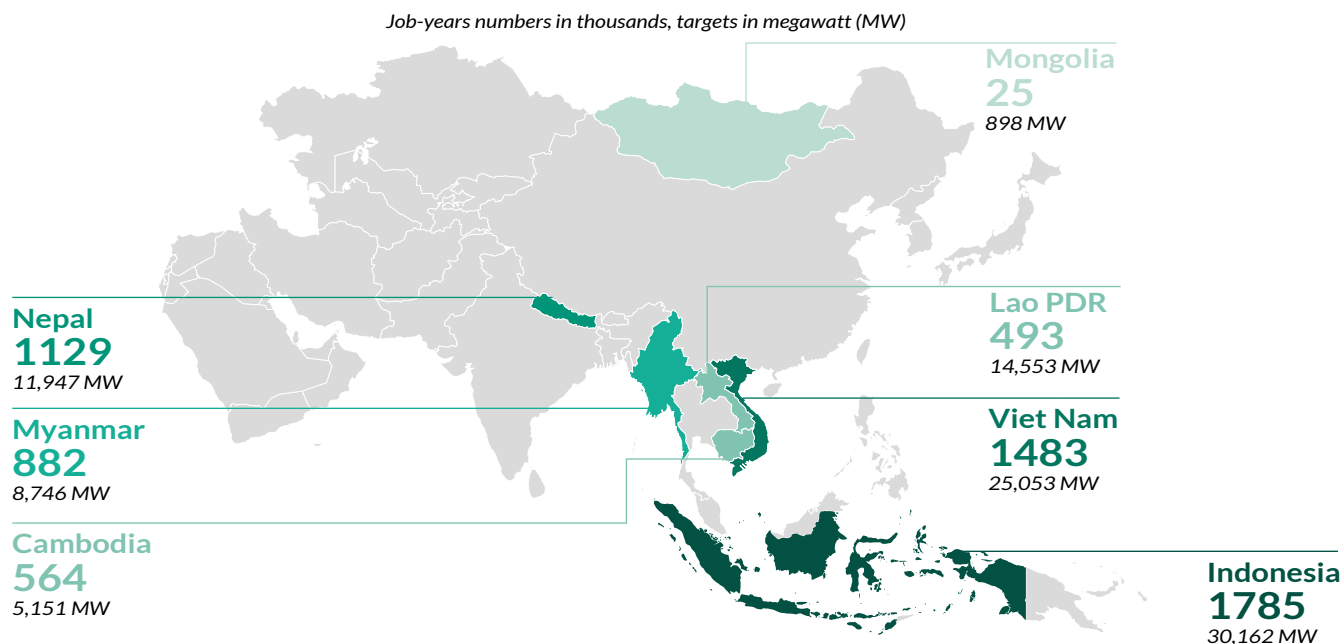 Job-years numbers in thousands, targets in megawatt (MW)
Mongolia
25
898 MW
Nepal
1129
11,947 MW
Lao PDR
493
14,553 MW
Myanmar
882
8,746 MW
Viet Nam
1483
25,053 MW
Cambodia
564
5,151 MW
Indonesia
1785
30,162 MW